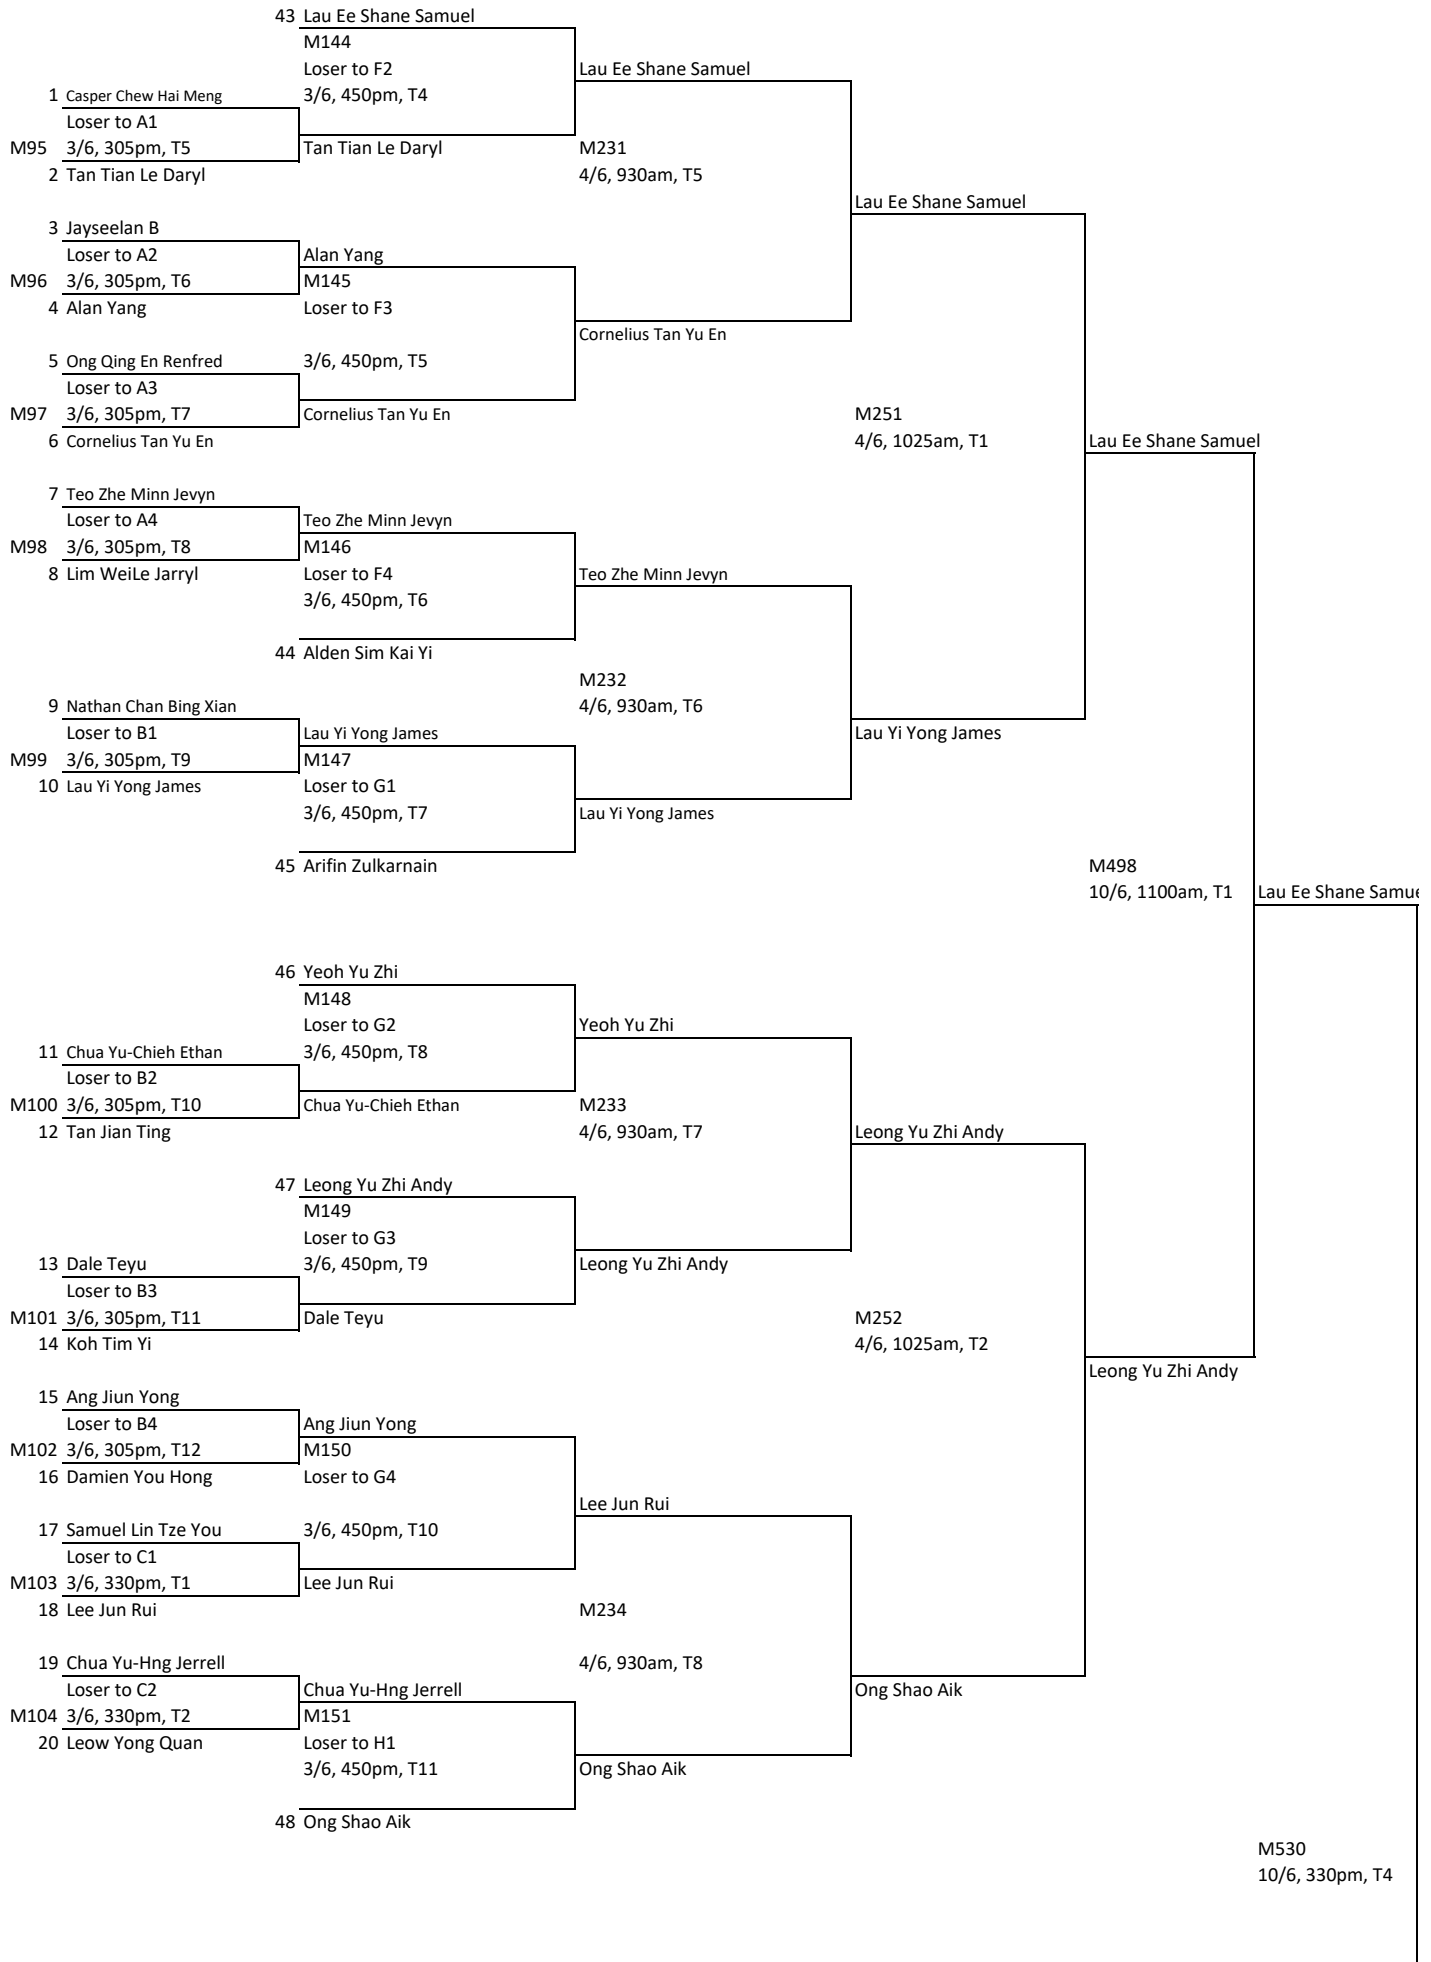 43 Lau Ee Shane Samuel
M144
Loser to F2 Lau Ee Shane Samuel
1 Casper Chew Hai Meng 3/6, 450pm, T4
Loser to A1
M95 3/6, 305pm, T5 Tan Tian Le Daryl M231
2 Tan Tian Le Daryl 4/6, 930am, T5
Lau Ee Shane Samuel
3 Jayseelan B
Loser to A2 Alan Yang
M96 3/6, 305pm, T6 M145
4 Alan Yang Loser to F3
Cornelius Tan Yu En
5 Ong Qing En Renfred 3/6, 450pm, T5
Loser to A3
M97 3/6, 305pm, T7 Cornelius Tan Yu En M251
6 Cornelius Tan Yu En 4/6, 1025am, T1 Lau Ee Shane Samuel
7 Teo Zhe Minn Jevyn
Loser to A4 Teo Zhe Minn Jevyn
M98 3/6, 305pm, T8 M146
8 Lim WeiLe Jarryl Loser to F4 Teo Zhe Minn Jevyn
3/6, 450pm, T6
44 Alden Sim Kai Yi
M232
9 Nathan Chan Bing Xian 4/6, 930am, T6
Loser to B1 Lau Yi Yong James Lau Yi Yong James
M99 3/6, 305pm, T9 M147
10 Lau Yi Yong James Loser to G1
3/6, 450pm, T7 Lau Yi Yong James
45 Arifin Zulkarnain M498
10/6, 1100am, T1 Lau Ee Shane Samue
46 Yeoh Yu Zhi
M148
Loser to G2 Yeoh Yu Zhi
11 Chua Yu-Chieh Ethan 3/6, 450pm, T8
Loser to B2
M100 3/6, 305pm, T10 Chua Yu-Chieh Ethan M233
12 Tan Jian Ting 4/6, 930am, T7 Leong Yu Zhi Andy
47 Leong Yu Zhi Andy
M149
Loser to G3
13 Dale Teyu 3/6, 450pm, T9 Leong Yu Zhi Andy
Loser to B3
M101 3/6, 305pm, T11 Dale Teyu M252
14 Koh Tim Yi 4/6, 1025am, T2
Leong Yu Zhi Andy
15 Ang Jiun Yong
Loser to B4 Ang Jiun Yong
M102 3/6, 305pm, T12 M150
16 Damien You Hong Loser to G4
Lee Jun Rui
17 Samuel Lin Tze You 3/6, 450pm, T10
Loser to C1
M103 3/6, 330pm, T1 Lee Jun Rui
18 Lee Jun Rui M234
19 Chua Yu-Hng Jerrell 4/6, 930am, T8
Loser to C2 Chua Yu-Hng Jerrell Ong Shao Aik
M104 3/6, 330pm, T2 M151
20 Leow Yong Quan Loser to H1
3/6, 450pm, T11 Ong Shao Aik
48 Ong Shao Aik
M530
10/6, 330pm, T4